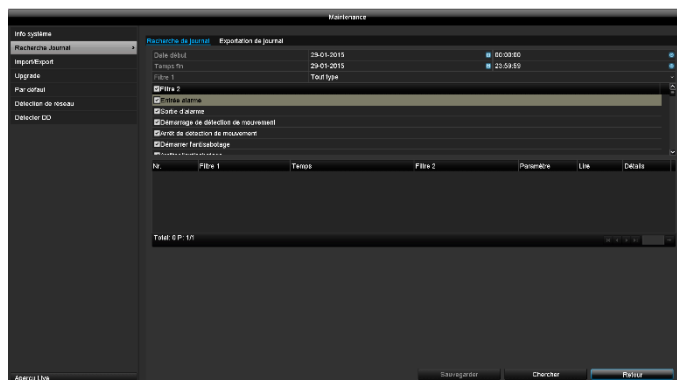 Maintenance
Info système
Recherche Journal
Import/Export
Upgrade
Par défaut
Détection de réseau
Détecter DD
Aperçu Live
Recherche de journal Exportation de journal
Date début 29-01-2015 00:00:00
Temps fin 29-01-2015 23:59:59
Filtre 1 Tout type
Filtre 2
Entrée alarme
Sortie d'alarme
Démarrage de détection de mouvement
Arrêt de détection de mouvement
Démarrer l'antisabotage
Nr. Filtre 1 Temps Filtre 2 Paramètre Lire Détails
Total: 0 P: 1/1
Sauvegarder Chercher Retour